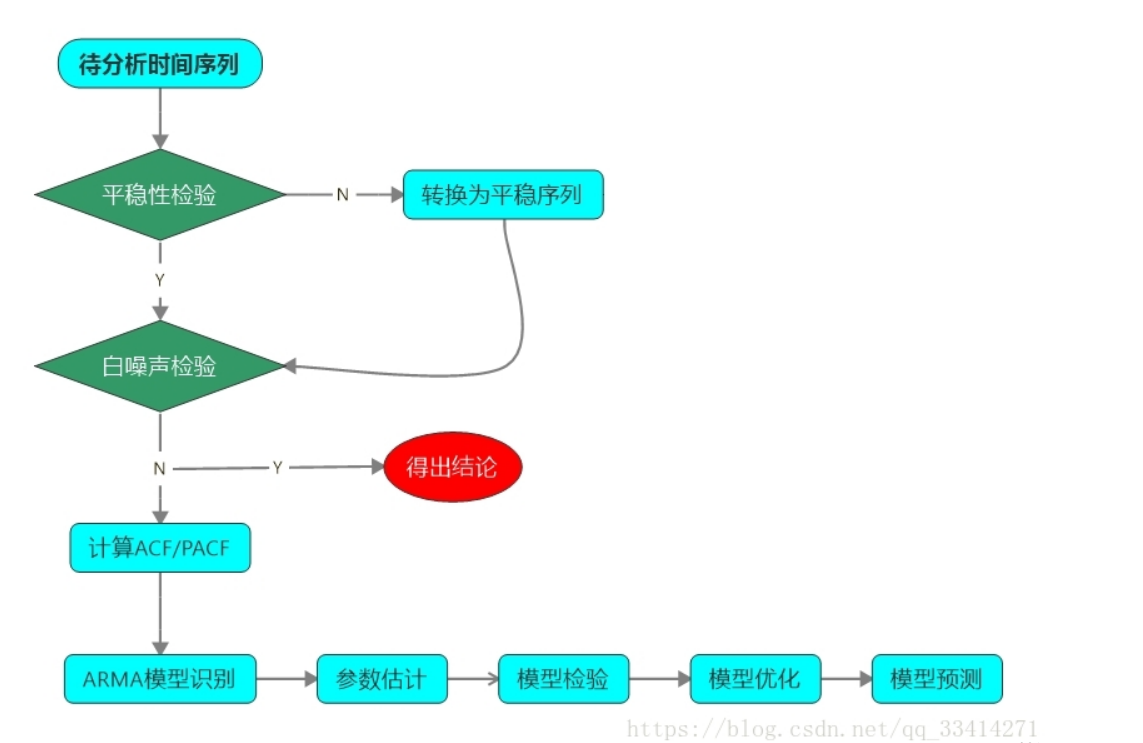 待分析时间序列
平稳性检验
N
转换为平稳序列
Y
白噪声检验
N
Y
得出结论
计算ACF/PACF
ARMA模型识别
参数估计
模型检验
模型优化
模型预测
https://blog.csdn.net/qq_33414271